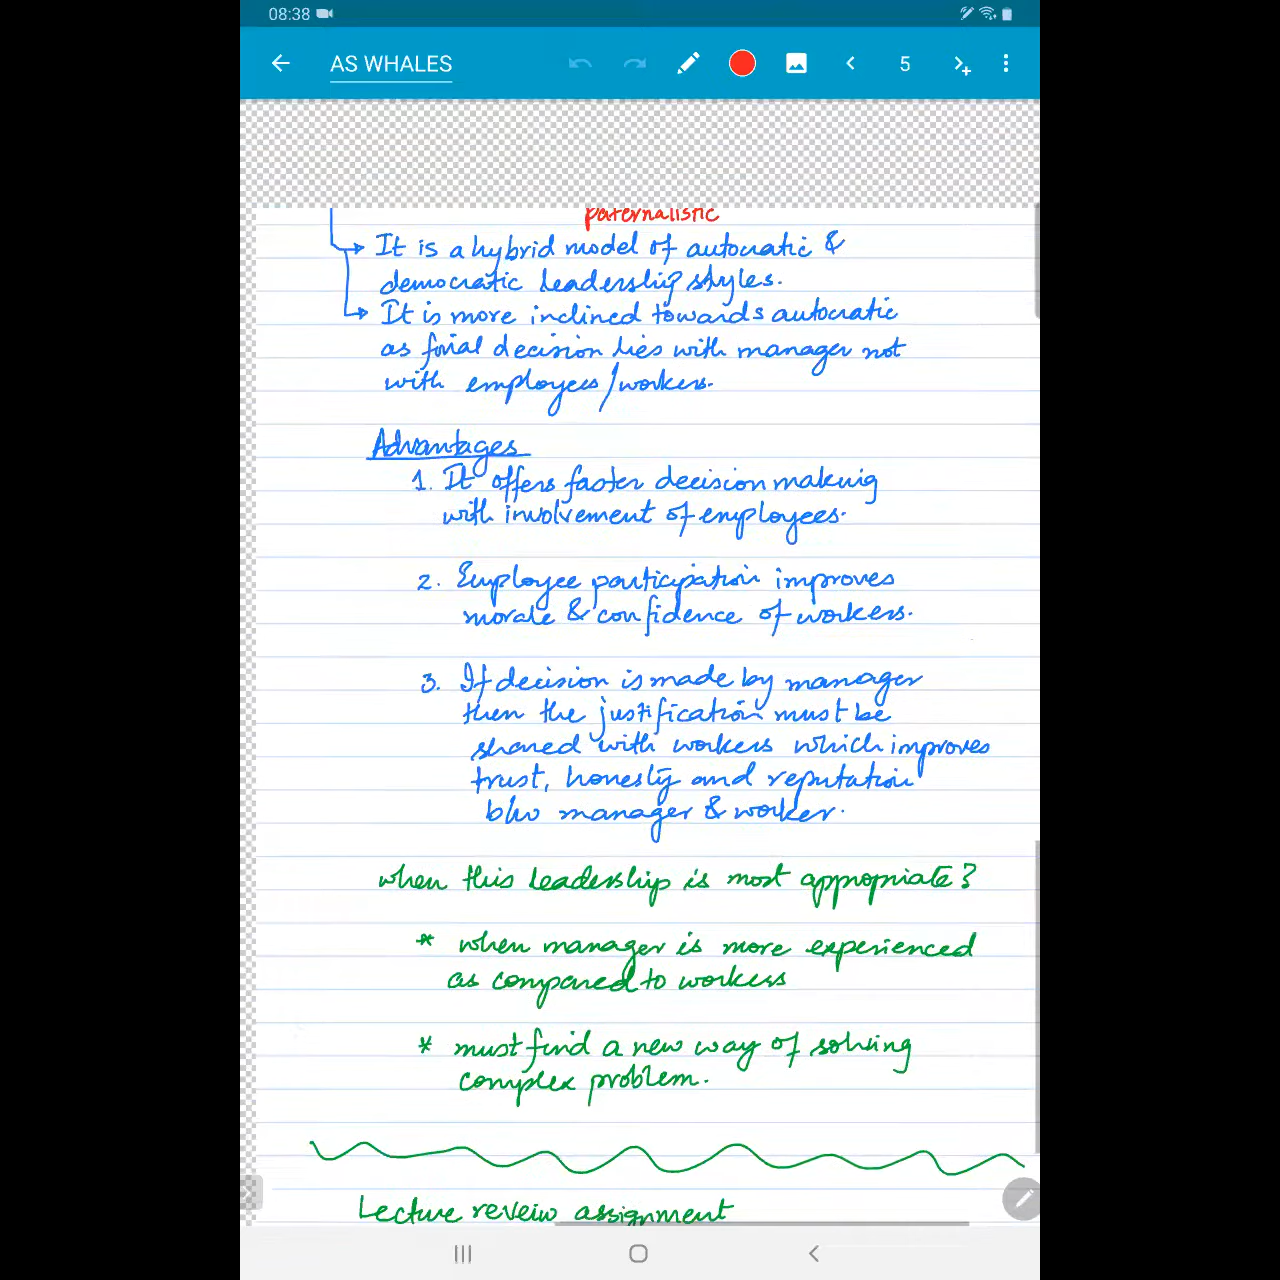 08:38
AS WHALES
5
paternalistic
It is a hybrid model of autocratic &
democratic leadership styles.
It is more inclined towards autocratic
as final decision lies with manager not
with employees/workers.
Advantages
1. It offers faster decision making
with involvement of employees.
2. Employee participation improves
morale & confidence of workers.
3. If decision is made by manager
then the justification must be
shared with workers which improves
trust, honesty and reputation
b/w manager & worker.
when this leadership is most appropriate?
* when manager is more experienced
as compared to workers
* must find a new way of solving
complex problem.
Lecture reveiw assignment